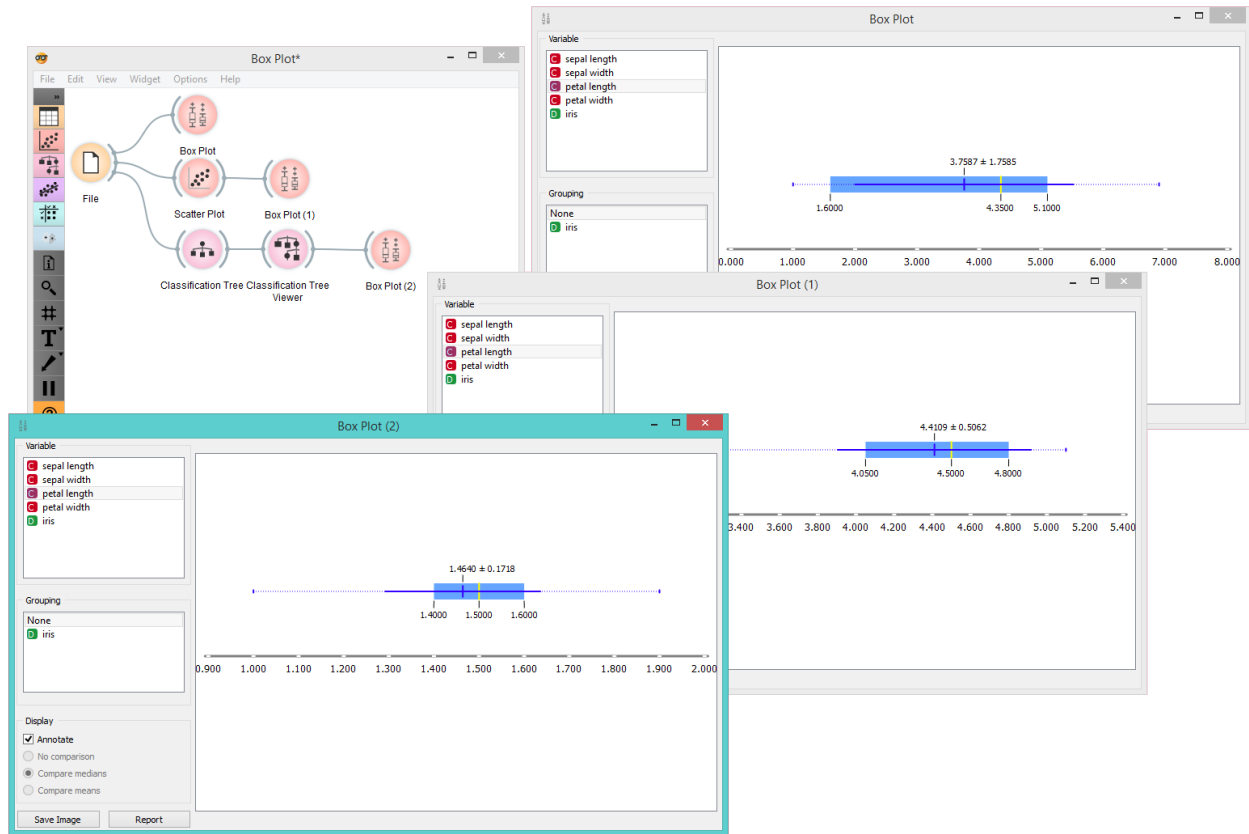 Box Plot
Variable
C sepal length
C sepal width
C petal length
C petal width
D iris
Grouping
None
D iris
3.7587 ± 1.7585
1.6000 4.3500 5.1000
0.000 1.000 2.000 3.000 4.000 5.000 6.000 7.000 8.000
Box Plot*
File Edit View Widget Options Help
»
File
Box Plot
Scatter Plot
Box Plot (1)
Classification Tree
Classification Tree
Viewer
Box Plot (2)
T
Box Plot (1)
Variable
C sepal length
C sepal width
C petal length
C petal width
D iris
4.4109 ± 0.5062
4.0500 4.5000 4.8000
3.400 3.600 3.800 4.000 4.200 4.400 4.600 4.800 5.000 5.200 5.400
Box Plot (2)
Variable
C sepal length
C sepal width
C petal length
C petal width
D iris
Grouping
None
D iris
Display
Annotate
No comparison
Compare medians
Compare means
Save Image Report
1.4640 ± 0.1718
1.4000 1.5000 1.6000
0.900 1.000 1.100 1.200 1.300 1.400 1.500 1.600 1.700 1.800 1.900 2.000